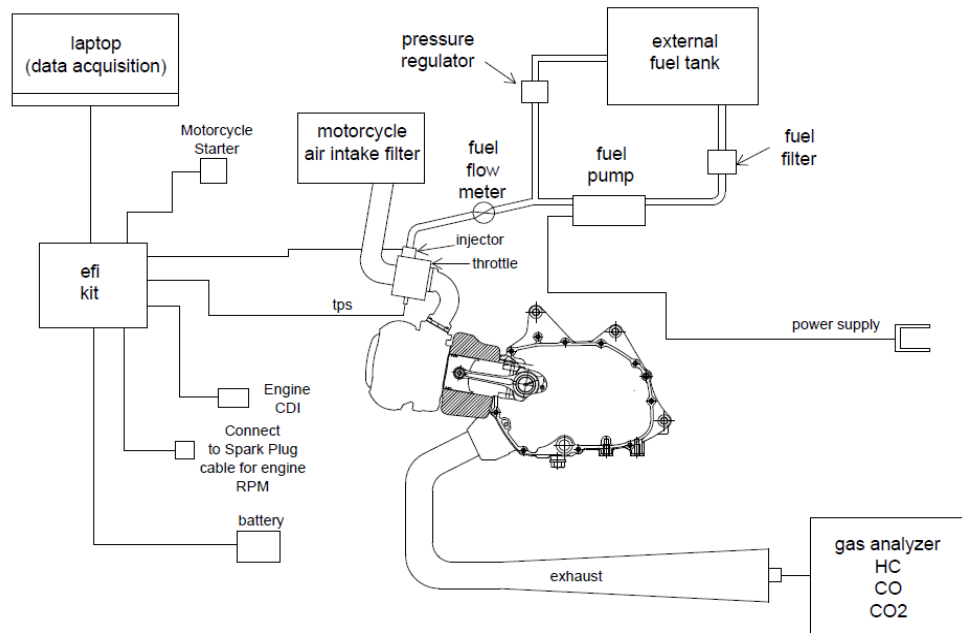 laptop
(data acquisition)
pressure
regulator
external
fuel tank
Motorcycle
Starter
motorcycle
air intake filter
fuel
flow
meter
fuel
pump
fuel
filter
injector
throttle
efi
kit
tps
power supply
Engine
CDI
Connect
to Spark Plug
cable for engine
RPM
battery
exhaust
gas analyzer
HC
CO
CO2